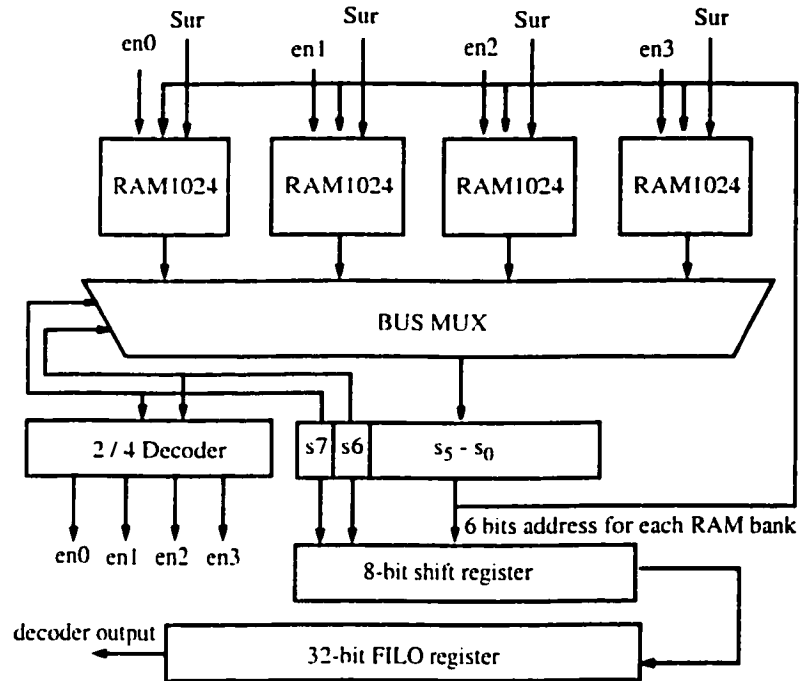 Sur Sur Sur Sur
en0 en1 en2 en3
RAM1024 RAM1024 RAM1024 RAM1024
BUS MUX
2 / 4 Decoder
s7 s6 s5 - s0
en0 en1 en2 en3
6 bits address for each RAM bank
8-bit shift register
decoder output
32-bit FILO register